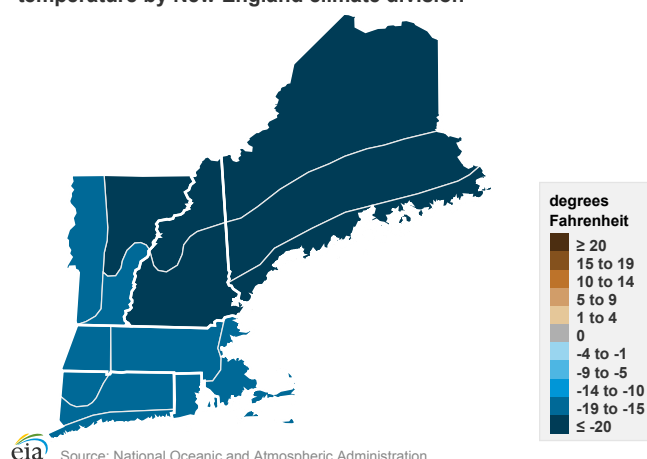 temperature by New England climate division
degrees
Fahrenheit
≥ 20
15 to 19
10 to 14
5 to 9
1 to 4
0
-4 to -1
-9 to -5
-14 to -10
-19 to -15
≤ -20
eia
Source: National Oceanic and Atmospheric Administration